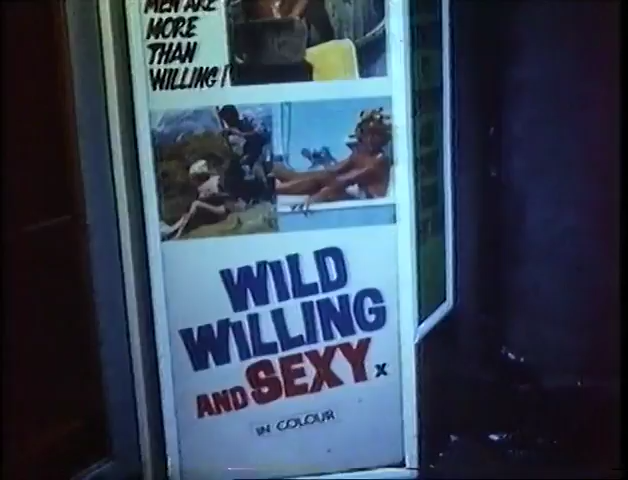 MEN ARE
MORE
THAN
WILLING!
WILD
WILLING
AND SEXY x
IN COLOUR